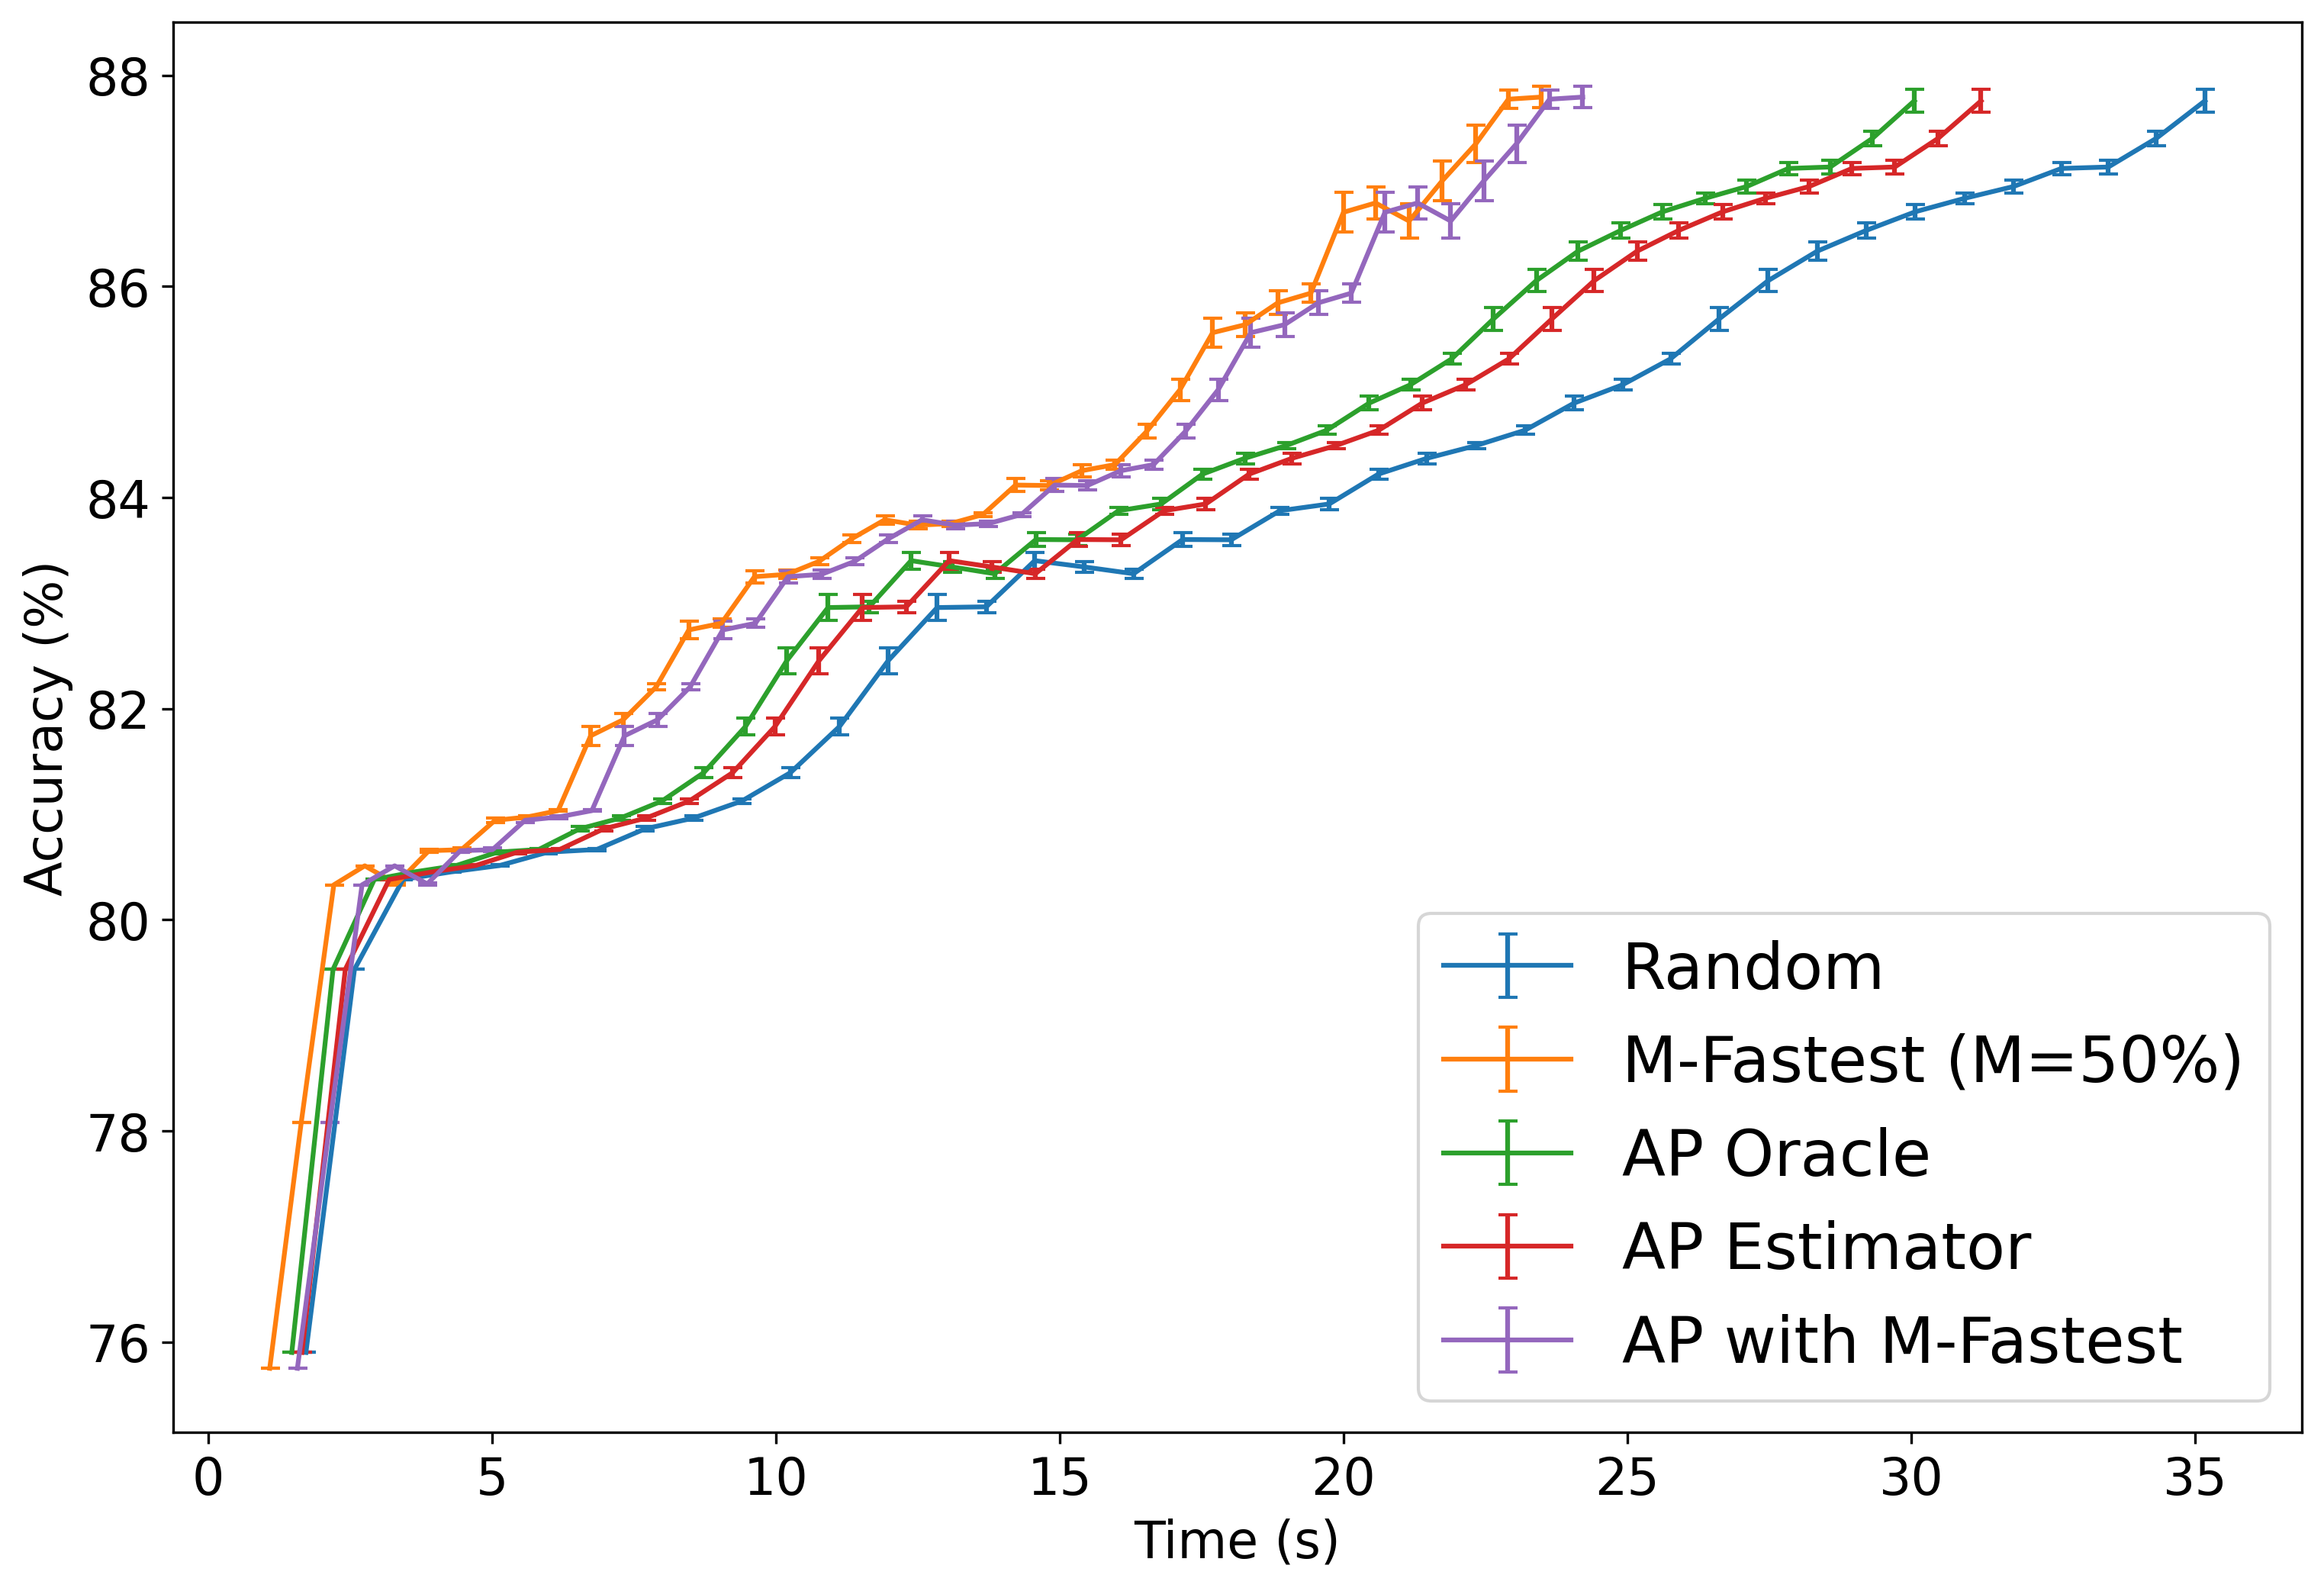 88
86
84
82
80
78
76
Accuracy (%)
0 5 10 15 20 25 30 35
Time (s)
Random
M-Fastest (M=50%)
AP Oracle
AP Estimator
AP with M-Fastest